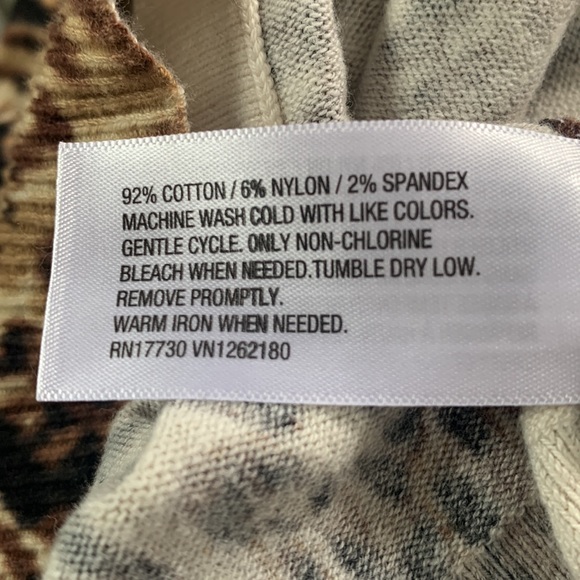 92% COTTON / 6% NYLON / 2% SPANDEX
MACHINE WASH COLD WITH LIKE COLORS.
GENTLE CYCLE. ONLY NON-CHLORINE
BLEACH WHEN NEEDED.TUMBLE DRY LOW.
REMOVE PROMPTLY.
WARM IRON WHEN NEEDED.
RN17730 VN1262180